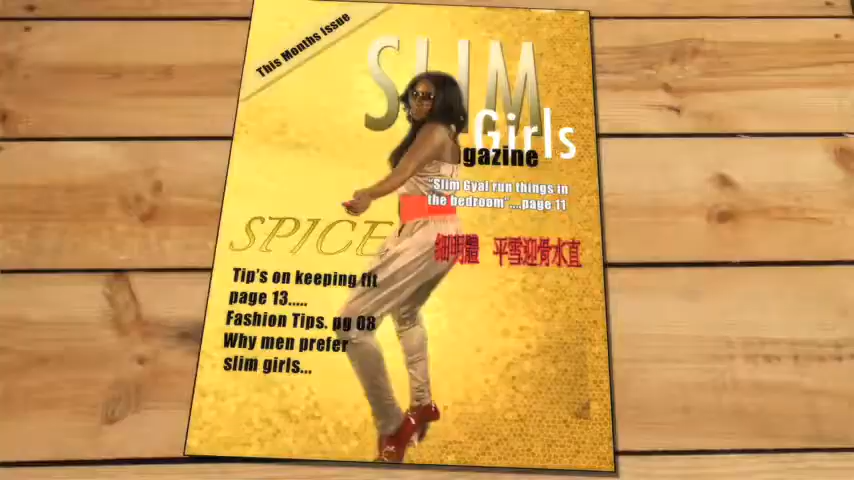 This Months issue
SLIM
Girls
gazine
"Slim Gyal run things in
the bedroom"....page 11
SPICE
細明體 平雪迎骨水直
Tip's on keeping fit
page 13.....
Fashion Tips. pg 08
Why men prefer
slim girls...